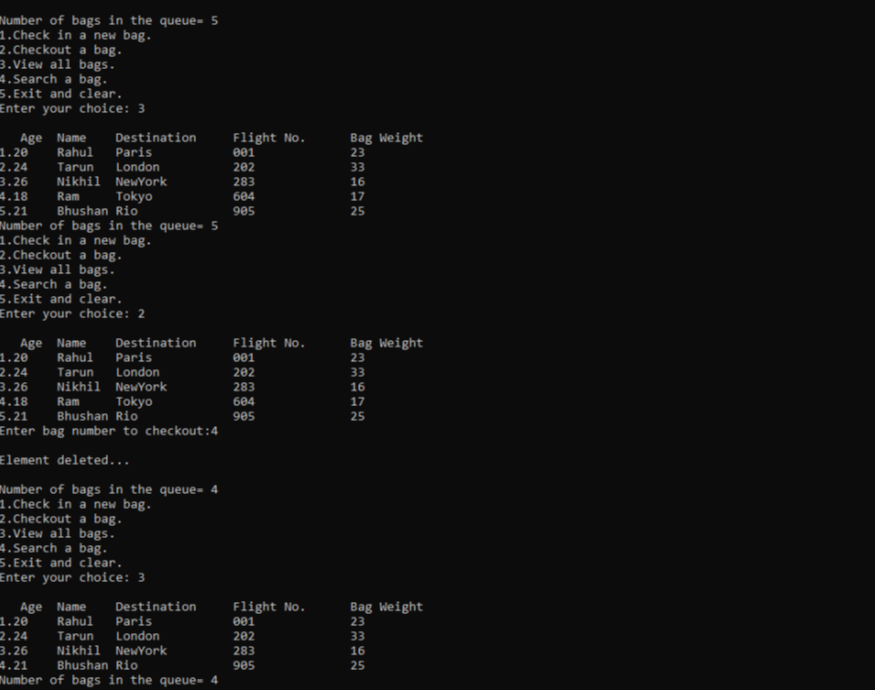 Number of bags in the queue= 5
1.Check in a new bag.
2.Checkout a bag.
3.View all bags.
4.Search a bag.
5.Exit and clear.
Enter your choice: 3
Age Name Destination Flight No. Bag Weight
1.20 Rahul Paris 001 23
2.24 Tarun London 202 33
3.26 Nikhil NewYork 283 16
4.18 Ram Tokyo 604 17
5.21 Bhushan Rio 905 25
Number of bags in the queue= 5
1.Check in a new bag.
2.Checkout a bag.
3.View all bags.
4.Search a bag.
5.Exit and clear.
Enter your choice: 2
Age Name Destination Flight No. Bag Weight
1.20 Rahul Paris 001 23
2.24 Tarun London 202 33
3.26 Nikhil NewYork 283 16
4.18 Ram Tokyo 604 17
5.21 Bhushan Rio 905 25
Enter bag number to checkout:4
Element deleted...
Number of bags in the queue= 4
1.Check in a new bag.
2.Checkout a bag.
3.View all bags.
4.Search a bag.
5.Exit and clear.
Enter your choice: 3
Age Name Destination Flight No. Bag Weight
1.20 Rahul Paris 001 23
2.24 Tarun London 202 33
3.26 Nikhil NewYork 283 16
4.21 Bhushan Rio 905 25
Number of bags in the queue= 4